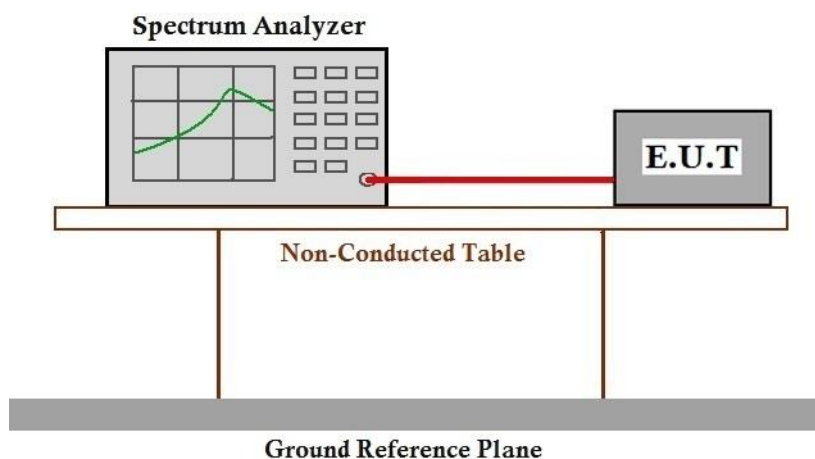 Spectrum Analyzer
E.U.T
Non-Conducted Table
Ground Reference Plane